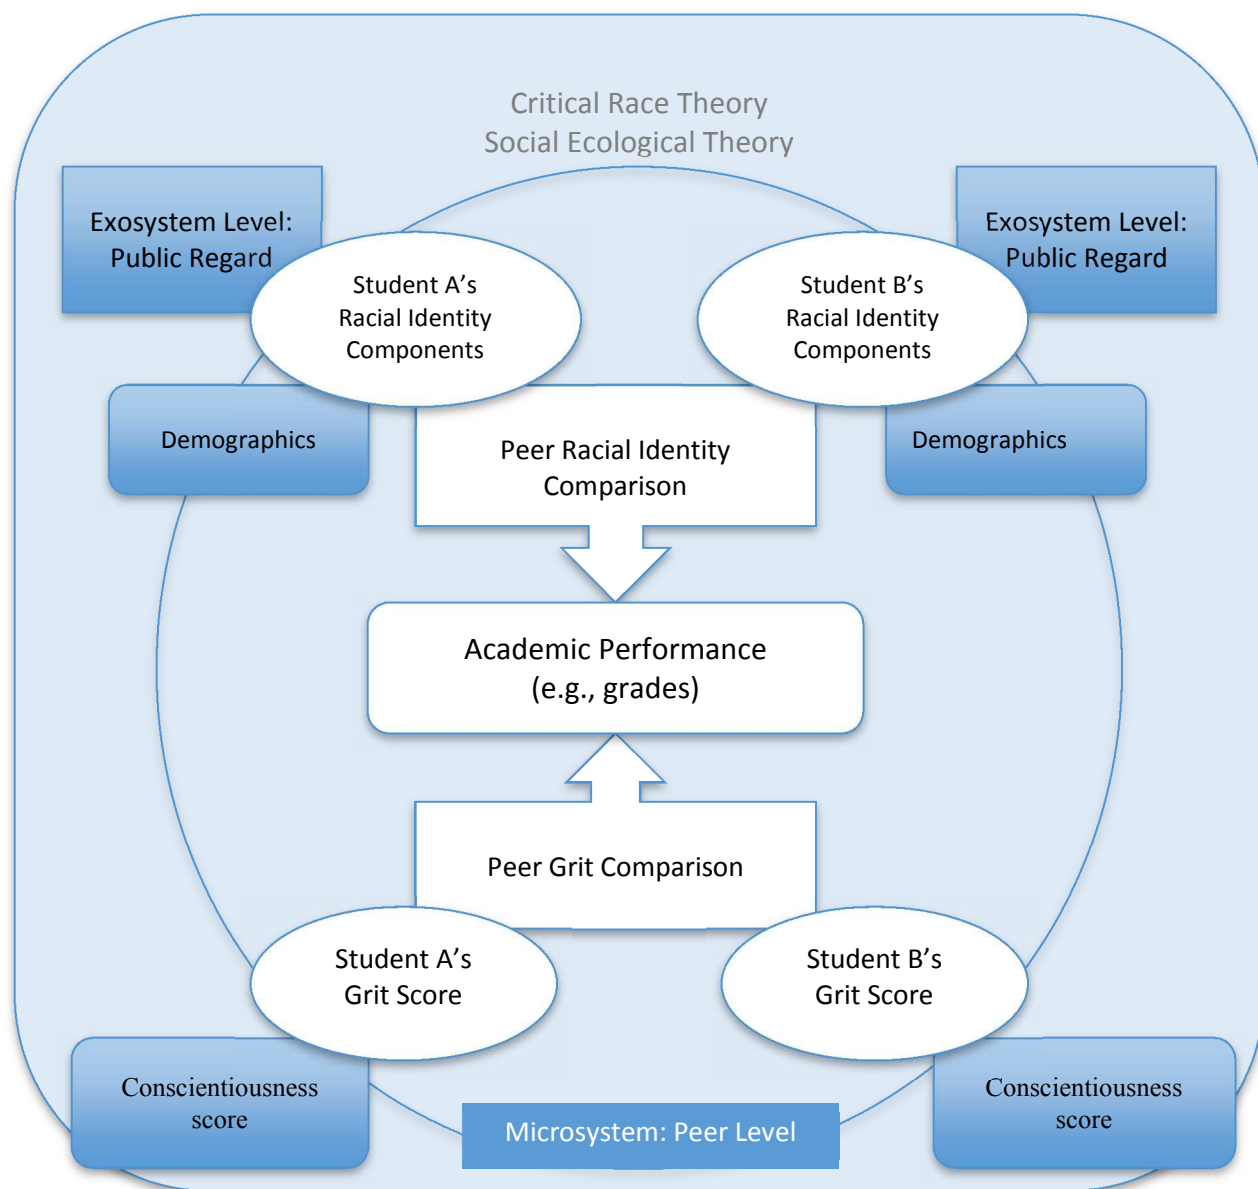 Critical Race Theory
Social Ecological Theory
Exosystem Level:
Public Regard
Exosystem Level:
Public Regard
Student A’s
Racial Identity
Components
Student B’s
Racial Identity
Components
Demographics
Demographics
Peer Racial Identity
Comparison
Academic Performance
(e.g., grades)
Peer Grit Comparison
Student A’s
Grit Score
Student B’s
Grit Score
Conscientiousness
score
Conscientiousness
score
Microsystem: Peer Level